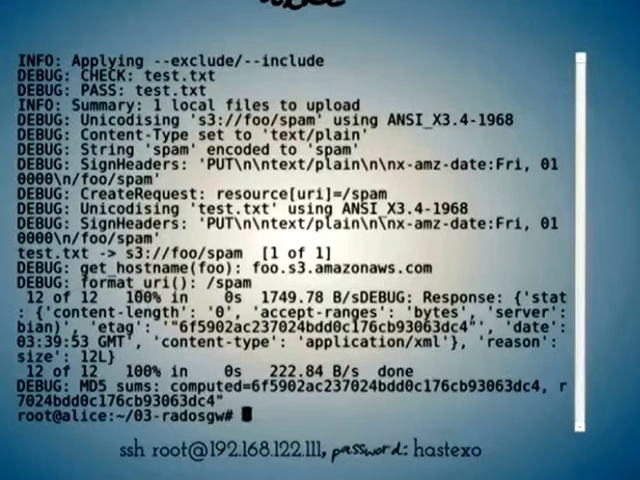 INFO: Applying --exclude/--include
DEBUG: CHECK: test.txt
DEBUG: PASS: test.txt
INFO: Summary: 1 local files to upload
DEBUG: Unicodising 's3://foo/spam' using ANSI_X3.4-1968
DEBUG: Content-Type set to 'text/plain'
DEBUG: String 'spam' encoded to 'spam'
DEBUG: SignHeaders: 'PUT\n\ntext/plain\n\nx-amz-date:Fri, 01
0000\n/foo/spam'
DEBUG: CreateRequest: resource[uri]=/spam
DEBUG: Unicodising 'test.txt' using ANSI_X3.4-1968
DEBUG: SignHeaders: 'PUT\n\ntext/plain\n\nx-amz-date:Fri, 01
0000\n/foo/spam'
test.txt -> s3://foo/spam  [1 of 1]
DEBUG: get_hostname(foo): foo.s3.amazonaws.com
DEBUG: format_uri(): /spam
 12 of 12   100% in    0s  1749.78 B/sDEBUG: Response: {'stat
: {'content-length': '0', 'accept-ranges': 'bytes', 'server':
bian)', 'etag': '"6f5902ac237024bdd0c176cb93063dc4"', 'date':
03:39:53 GMT', 'content-type': 'application/xml'}, 'reason':
size': 12L}
 12 of 12   100% in    0s   222.84 B/s  done
DEBUG: MD5 sums: computed=6f5902ac237024bdd0c176cb93063dc4, r
7024bdd0c176cb93063dc4"
root@alice:~/03-radosgw#
ssh root@192.168.122.111, password: hastexo